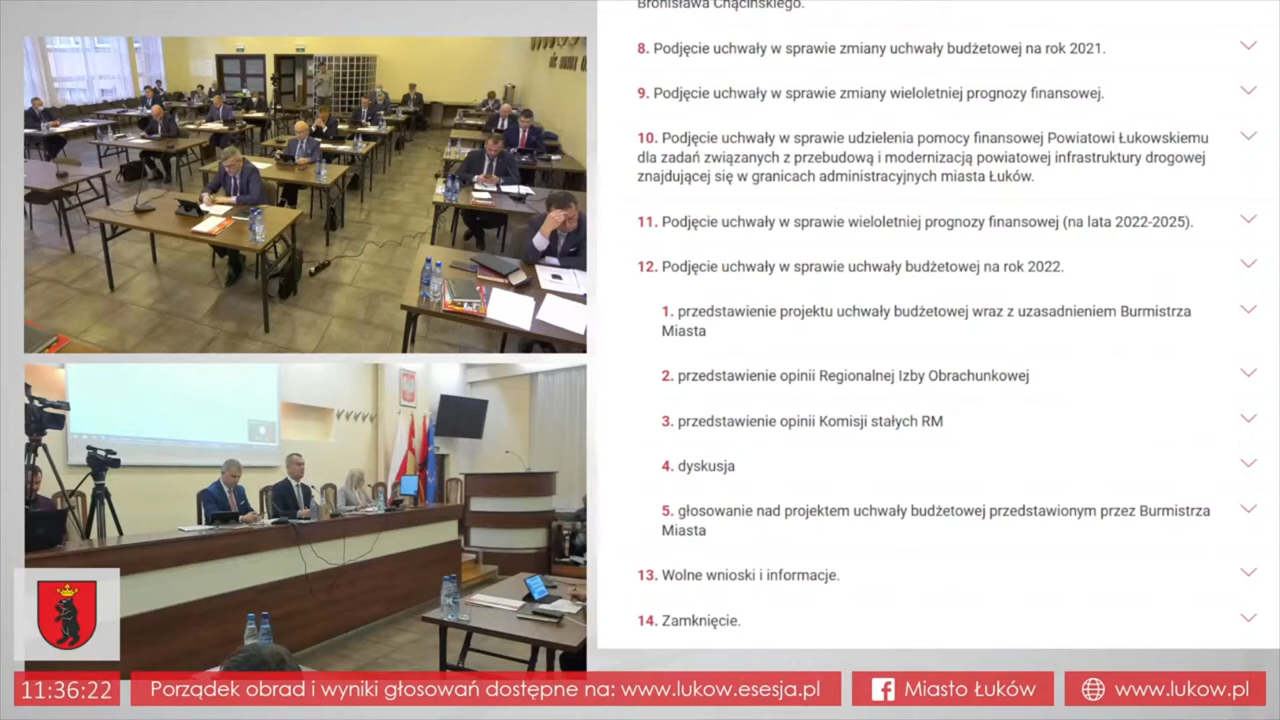 Bronisława Chącińskiego.
8. Podjęcie uchwały w sprawie zmiany uchwały budżetowej na rok 2021.
9. Podjęcie uchwały w sprawie zmiany wieloletniej prognozy finansowej.
10. Podjęcie uchwały w sprawie udzielenia pomocy finansowej Powiatowi Łukowskiemu
dla zadań związanych z przebudową i modernizacją powiatowej infrastruktury drogowej
znajdującej się w granicach administracyjnych miasta Łuków.
11. Podjęcie uchwały w sprawie wieloletniej prognozy finansowej (na lata 2022-2025).
12. Podjęcie uchwały w sprawie uchwały budżetowej na rok 2022.
1. przedstawienie projektu uchwały budżetowej wraz z uzasadnieniem Burmistrza
Miasta
2. przedstawienie opinii Regionalnej Izby Obrachunkowej
3. przedstawienie opinii Komisji stałych RM
4. dyskusja
5. głosowanie nad projektem uchwały budżetowej przedstawionym przez Burmistrza
Miasta
13. Wolne wnioski i informacje.
14. Zamknięcie.
11:36:22
Porządek obrad i wyniki głosowań dostępne na: www.lukow.esesja.pl
Miasto Łuków
www.lukow.pl